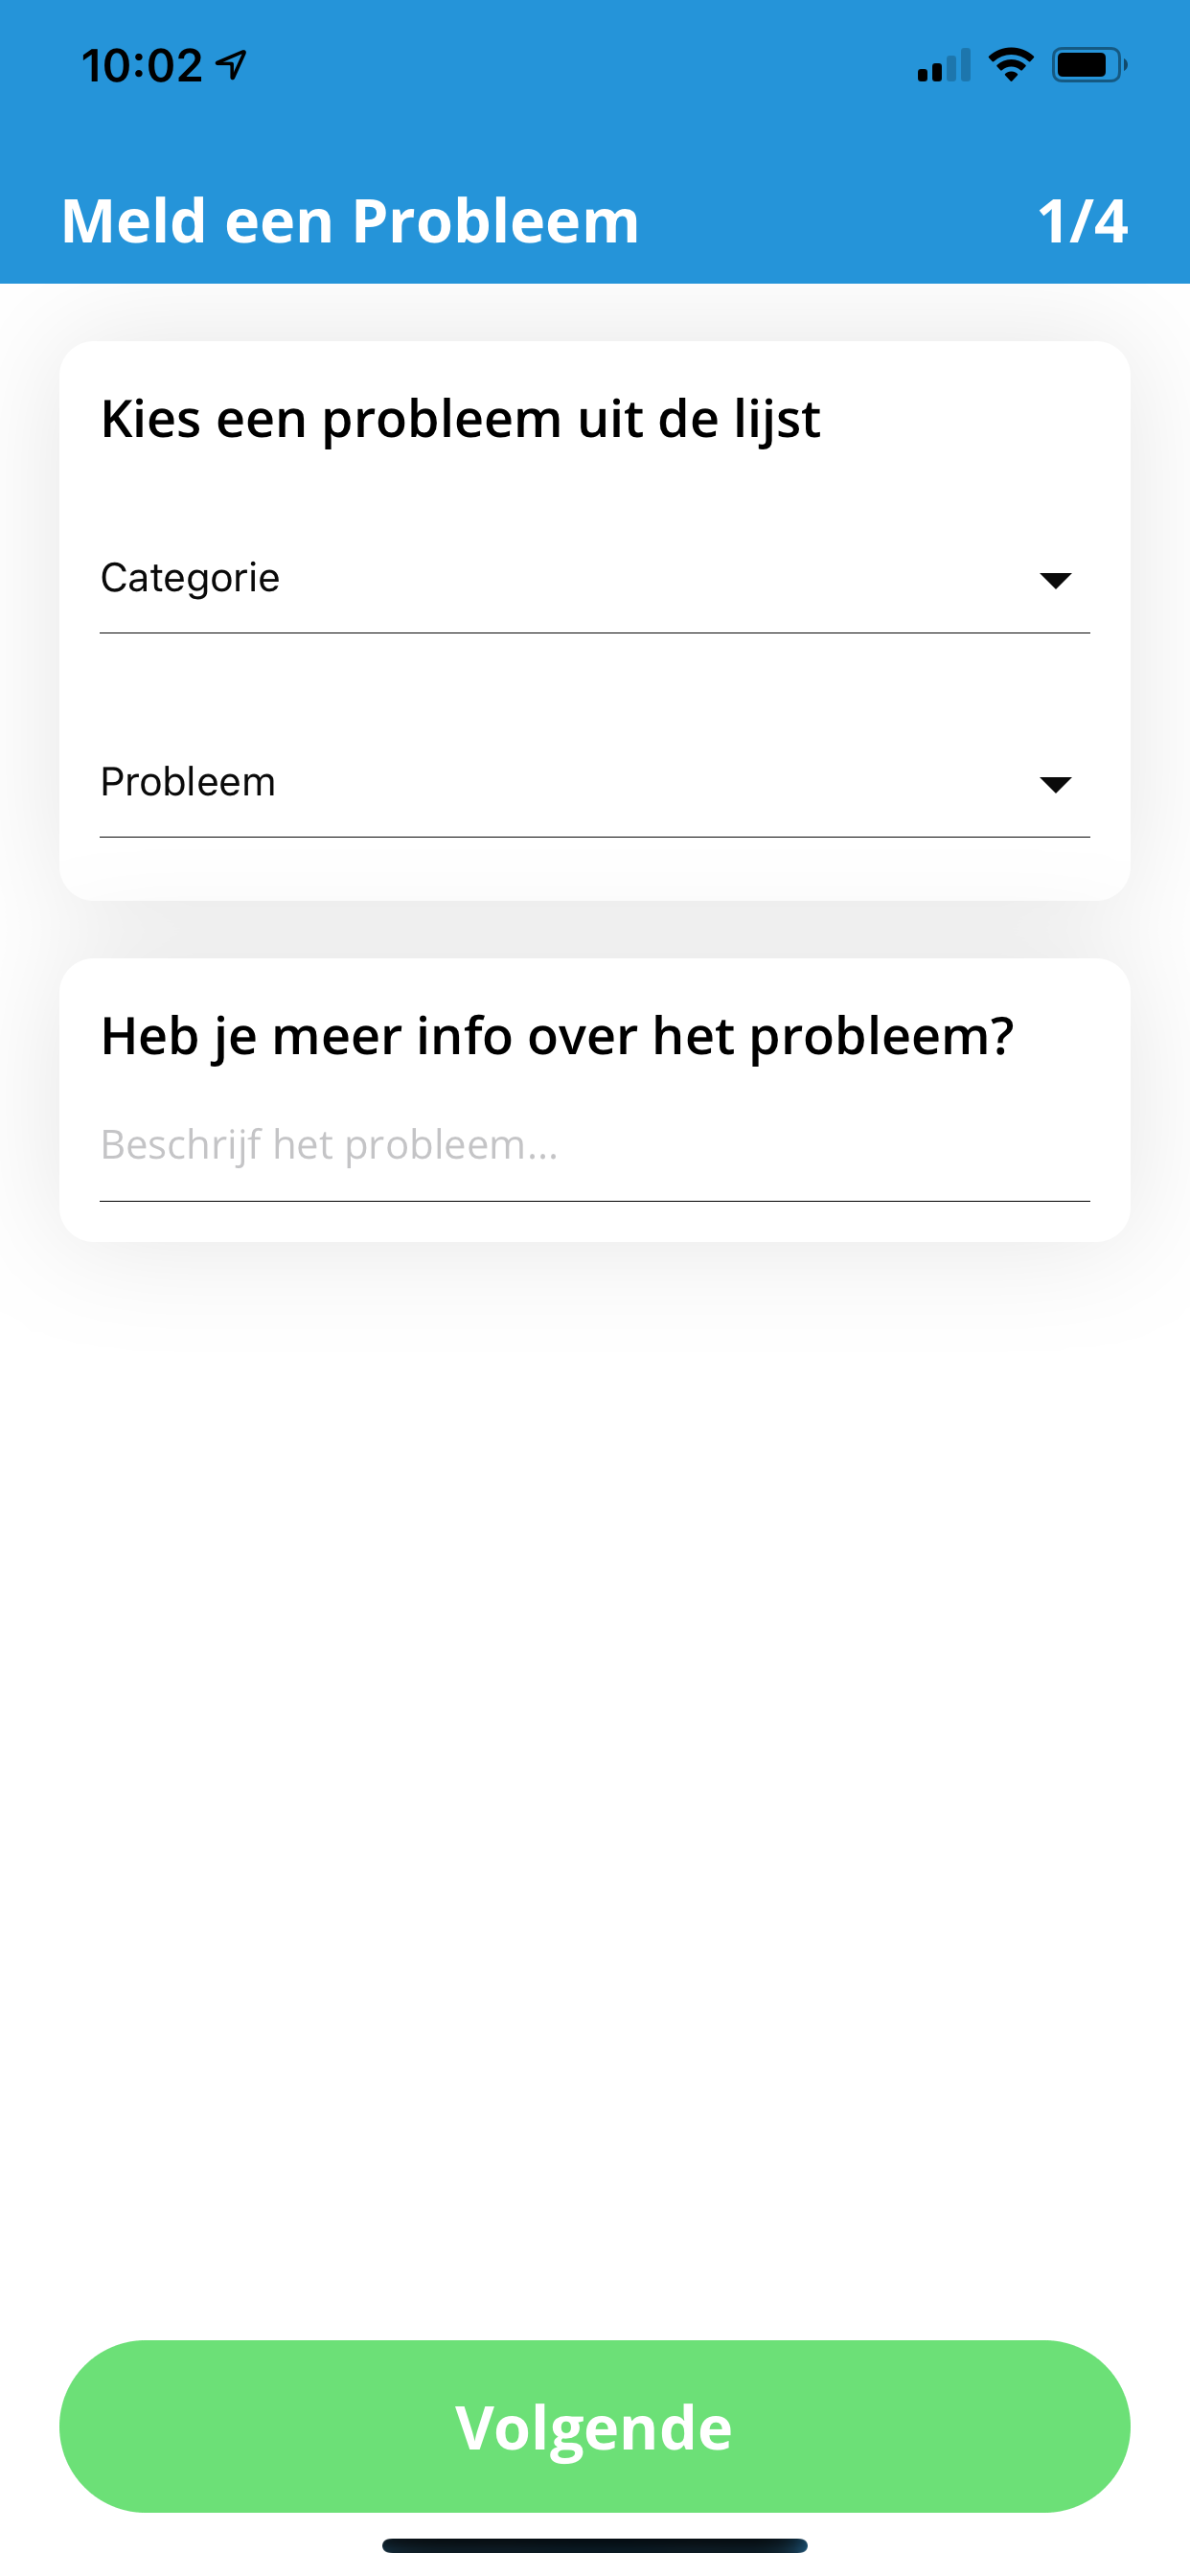 10:02
Meld een Probleem 1/4
Kies een probleem uit de lijst
Categorie
Probleem
Heb je meer info over het probleem?
Beschrijf het probleem...
Volgende